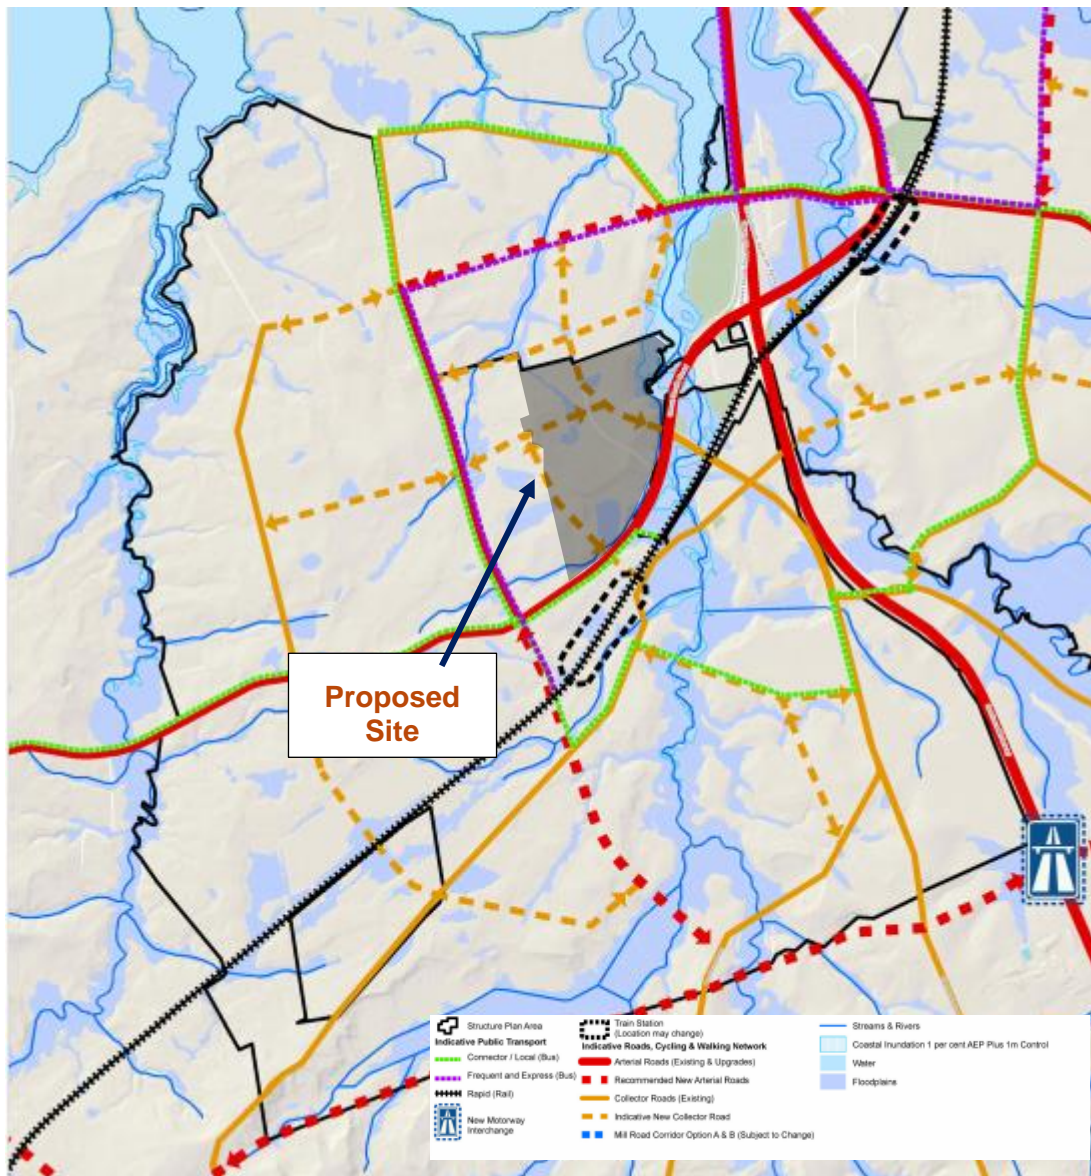 Proposed
Site
Structure Plan Area
Indicative Public Transport
Connector / Local (Bus)
Frequent and Express (Bus)
Rapid (Rail)
New Motorway
Interchange
Train Station
(Location may change)
Indicative Roads, Cycling & Walking Network
Arterial Roads (Existing & Upgrades)
Recommended New Arterial Roads
Collector Roads (Existing)
Indicative New Collector Road
Mill Road Corridor Option A & B (Subject to Change)
Streams & Rivers
Coastal Inundation 1 per cent AEP Plus 1m Control
Water
Floodplains